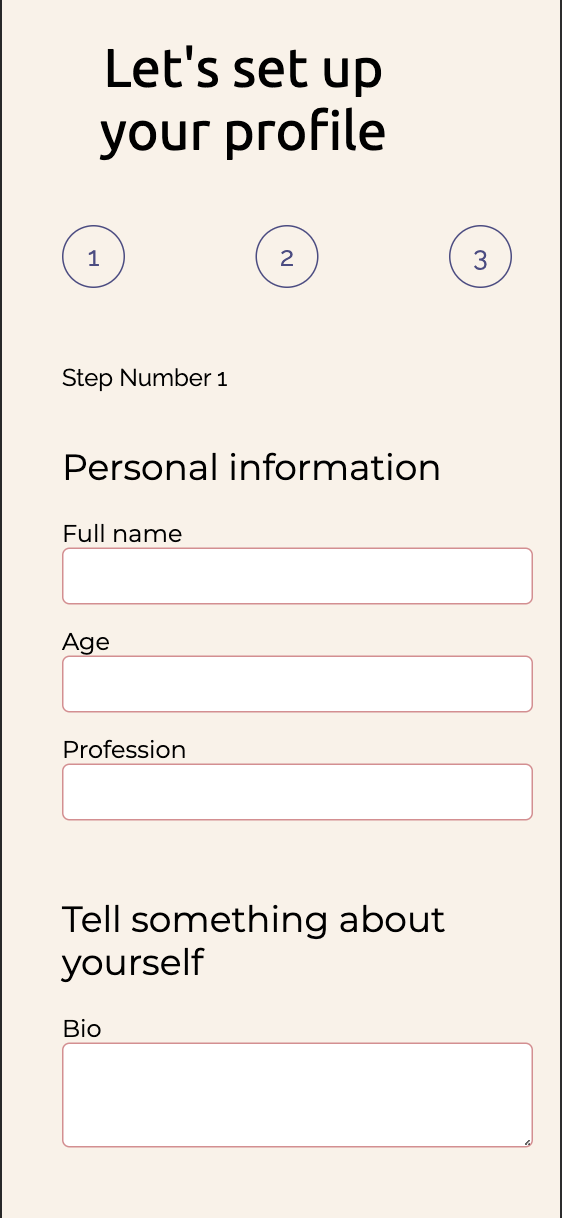 Let's set up
your profile
1 2 3
Step Number 1
Personal information
Full name
Age
Profession
Tell something about
yourself
Bio